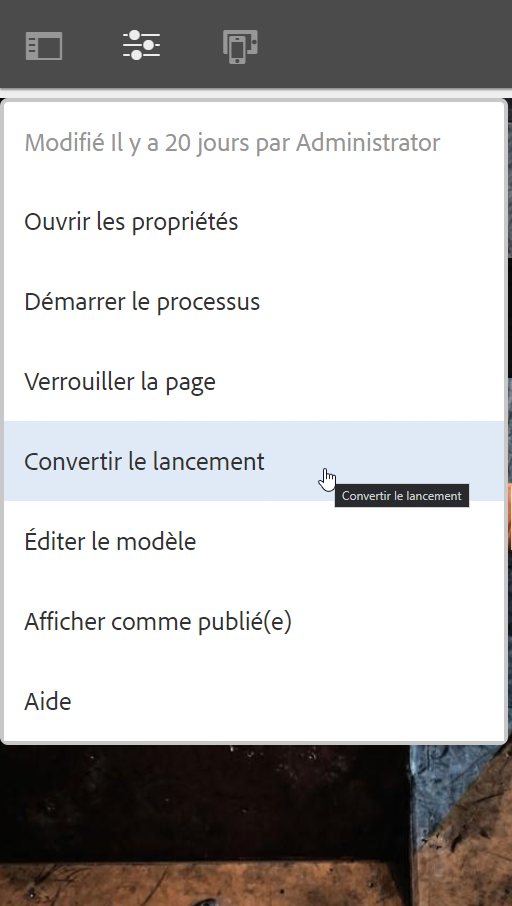 Modifié Il y a 20 jours par Administrator
Ouvrir les propriétés
Démarrer le processus
Verrouiller la page
Convertir le lancement
Convertir le lancement
Éditer le modèle
Afficher comme publié(e)
Aide